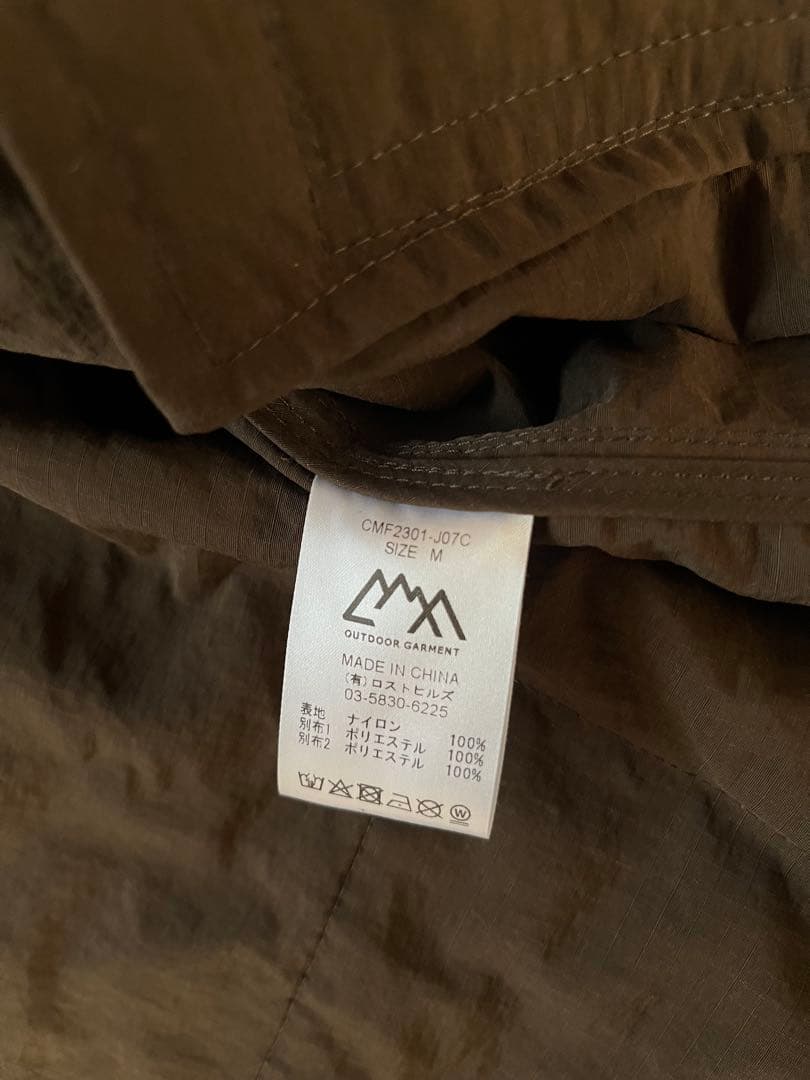 CMF2301-J07C
SIZE M
OUTDOOR GARMENT
MADE IN CHINA
(有)ロストヒルズ
03-5830-6225
表地 ナイロン 100%
別布1 ポリエステル 100%
別布2 ポリエステル 100%
W